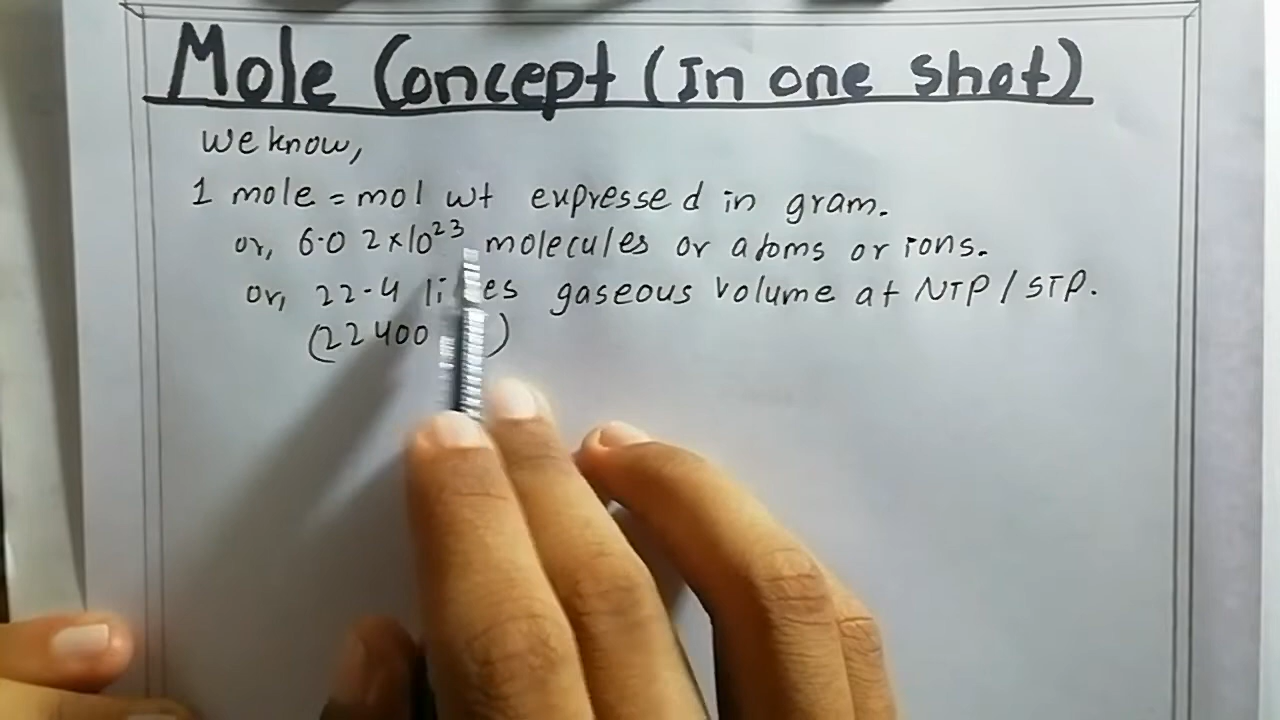 Mole Concept (In one shot)
We know,
1 mole = mol wt expressed in gram.
or, 6.02×10²³ molecules or atoms or ions.
or, 22.4 gaseous volume at NTP/STP.
(22400 )